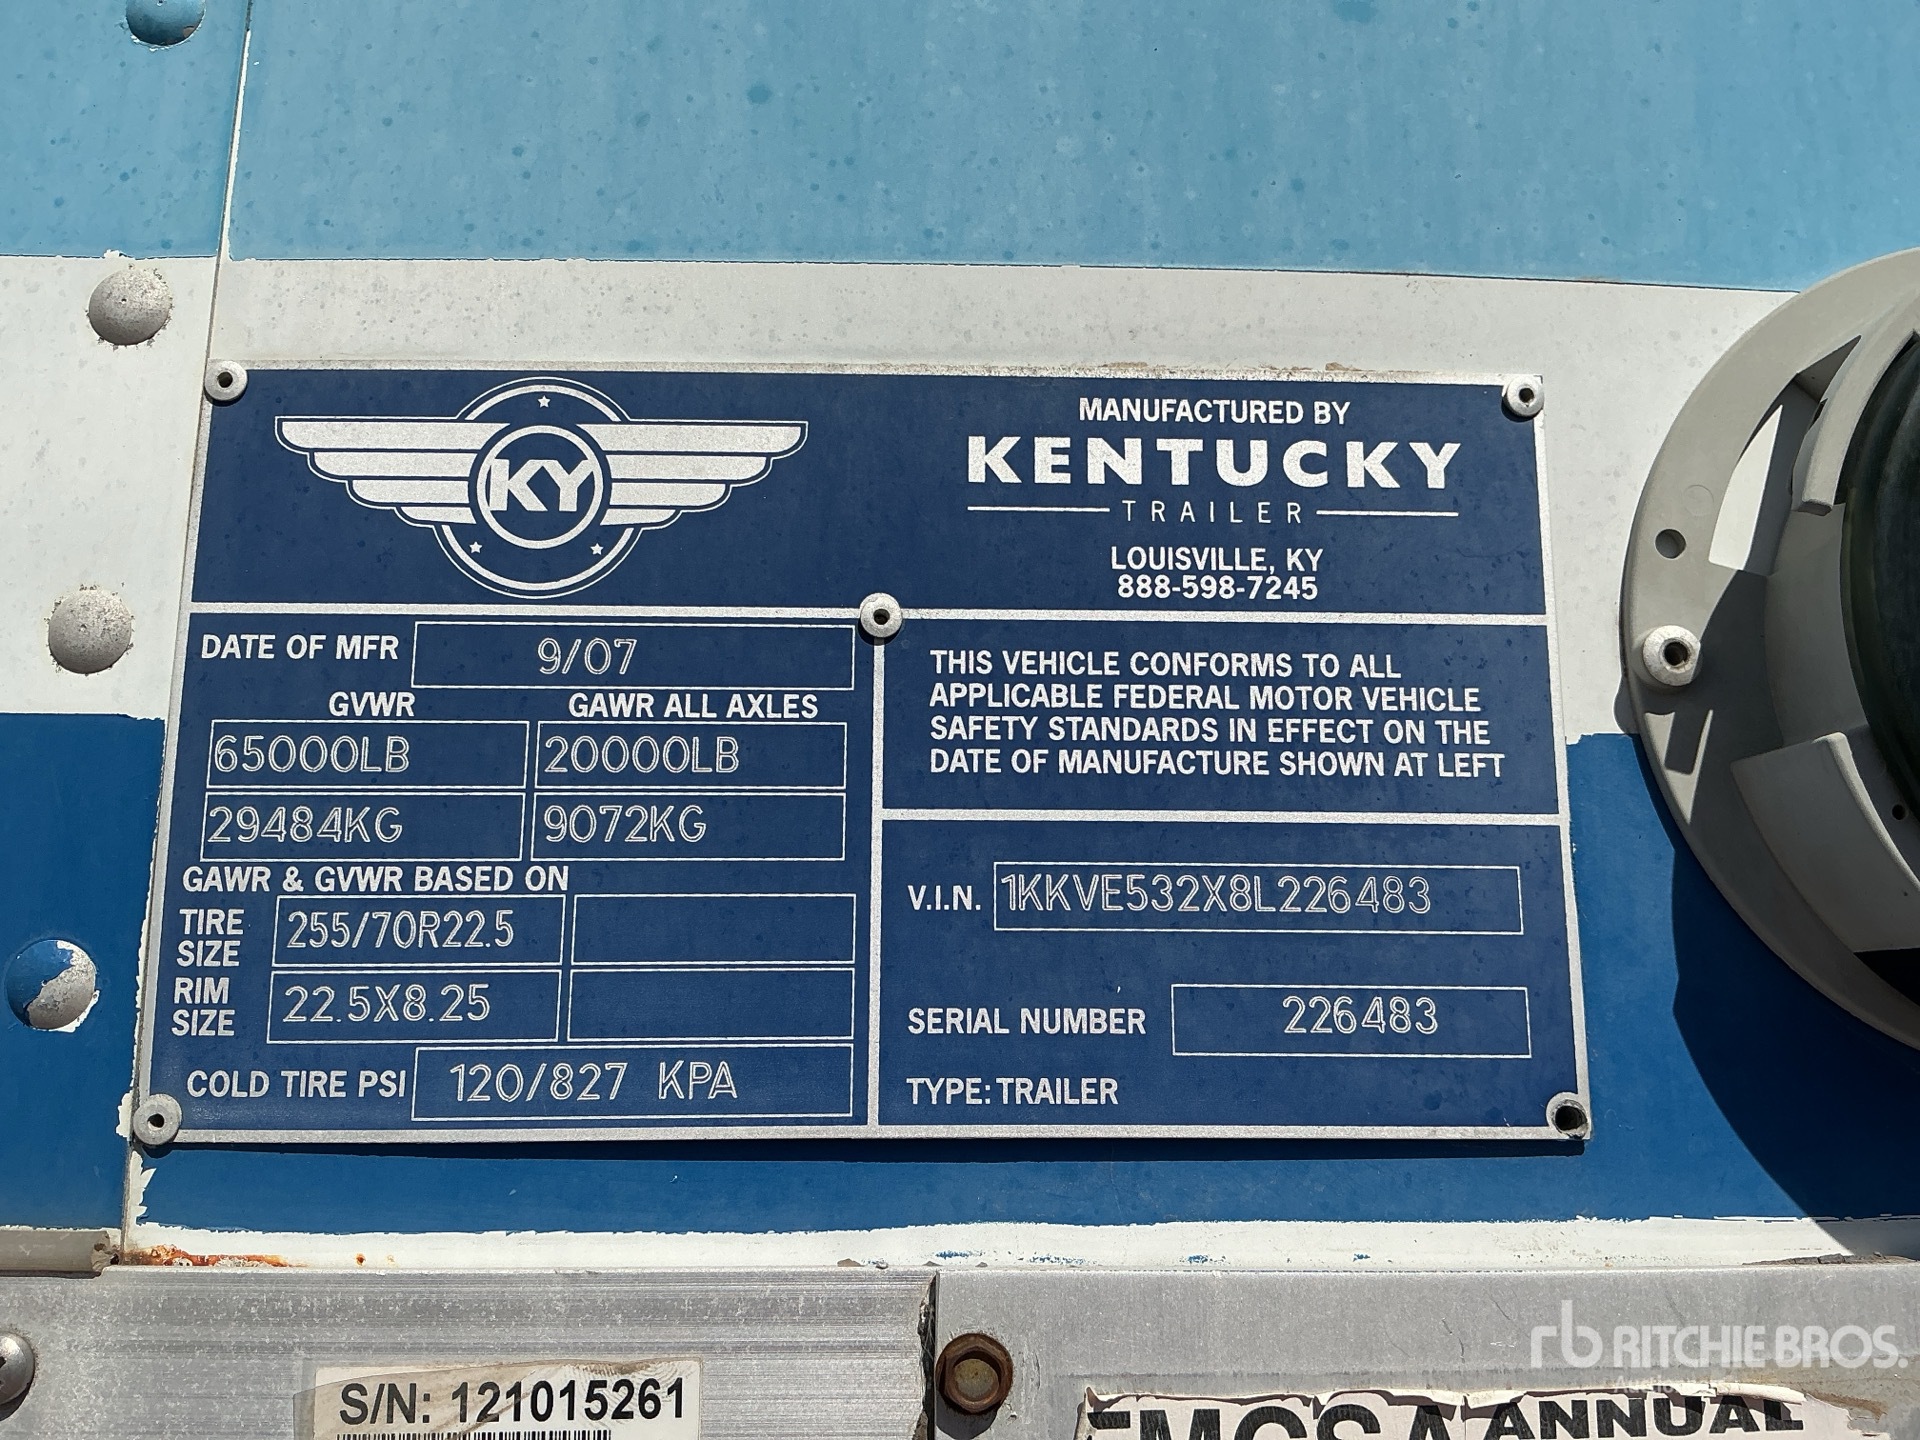 KY
MANUFACTURED BY
KENTUCKY
TRAILER
LOUISVILLE, KY
888-598-7245
DATE OF MFR 9/07
GVWR GAWR ALL AXLES
65000LB 20000LB
29484KG 9072KG
GAWR & GVWR BASED ON
TIRE SIZE 255/70R22.5
RIM SIZE 22.5X8.25
COLD TIRE PSI 120/827 KPA
THIS VEHICLE CONFORMS TO ALL
APPLICABLE FEDERAL MOTOR VEHICLE
SAFETY STANDARDS IN EFFECT ON THE
DATE OF MANUFACTURE SHOWN AT LEFT
V.I.N. 1KKVE532X8L226483
SERIAL NUMBER 226483
TYPE: TRAILER
S/N: 121015261
rb RITCHIE BROS.
ANNUAL